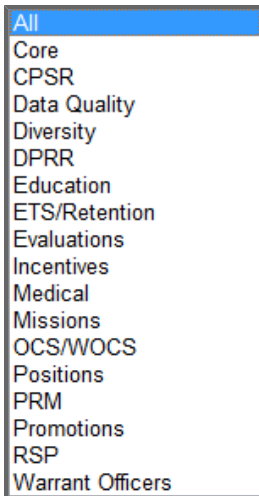 All
Core
CPSR
Data Quality
Diversity
DPRR
Education
ETS/Retention
Evaluations
Incentives
Medical
Missions
OCS/WOCS
Positions
PRM
Promotions
RSP
Warrant Officers